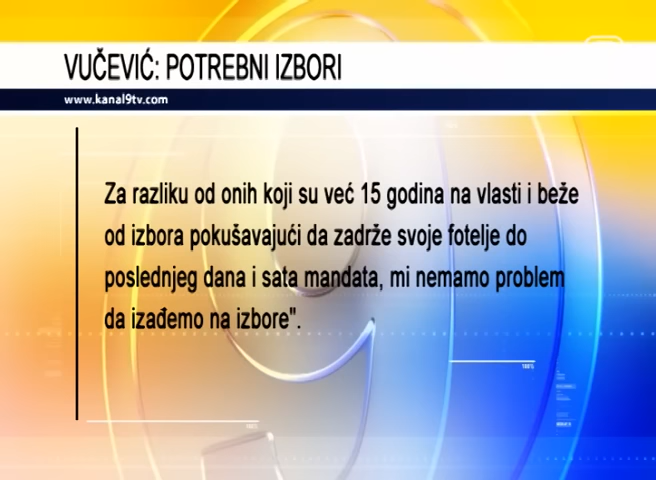 VUČEVIĆ: POTREBNI IZBORI
www.kanal9tv.com
Za razliku od onih koji su već 15 godina na vlasti i beže
od izbora pokušavajući da zadrže svoje fotelje do
poslednjeg dana i sata mandata, mi nemamo problem
da izađemo na izbore".
100%